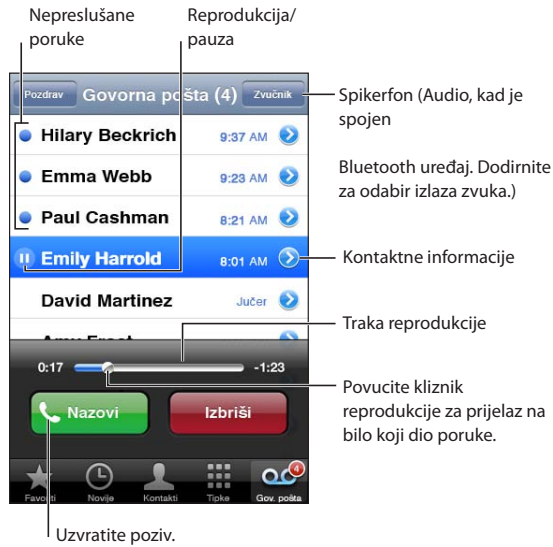 Nepreslušane
poruke
Reprodukcija/
pauza
Pozdrav
Govorna pošta (4)
Zvučnik
Spikerfon (Audio, kad je
spojen
Bluetooth uređaj. Dodirnite
za odabir izlaza zvuka.)
Hilary Beckrich 9:37 AM
Emma Webb 9:23 AM
Paul Cashman 8:21 AM
Emily Harrold 8:01 AM
Kontaktne informacije
David Martinez Jučer
Amy Frost
Traka reprodukcije
0:17 -1:23
Povucite kliznik
reprodukcije za prijelaz na
bilo koji dio poruke.
Nazovi
Izbriši
4
Favoriti Novije Kontakti Tipke Gov. pošta
Uzvratite poziv.